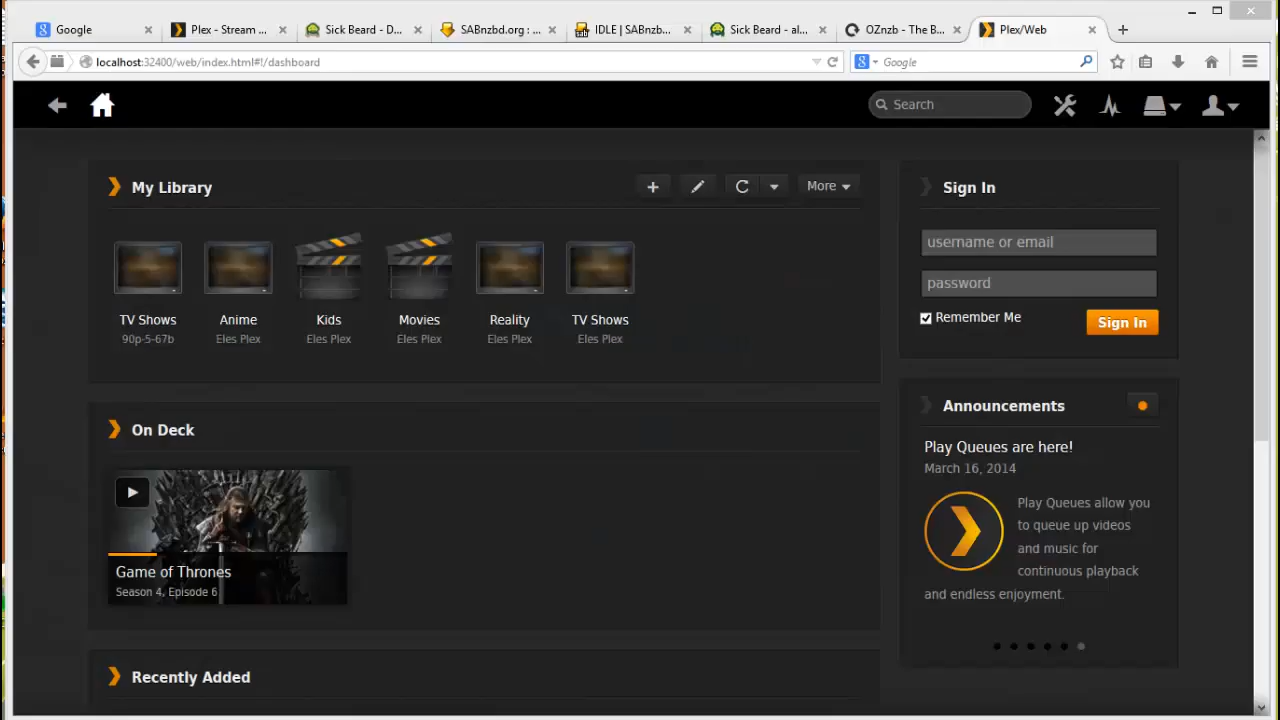 Google
Plex - Stream ...
Sick Beard - D...
SABnzbd.org : ...
IDLE | SABnzb...
Sick Beard - al...
OZnzb - The B...
Plex/Web
localhost:32400/web/index.html#!/dashboard
Google
Search
My Library
More
TV Shows
90p-5-67b
Anime
Eles Plex
Kids
Eles Plex
Movies
Eles Plex
Reality
Eles Plex
TV Shows
Eles Plex
Sign In
username or email
password
Remember Me
Sign In
On Deck
Game of Thrones
Season 4, Episode 6
Announcements
Play Queues are here!
March 16, 2014
Play Queues allow you
to queue up videos
and music for
continuous playback
and endless enjoyment.
Recently Added